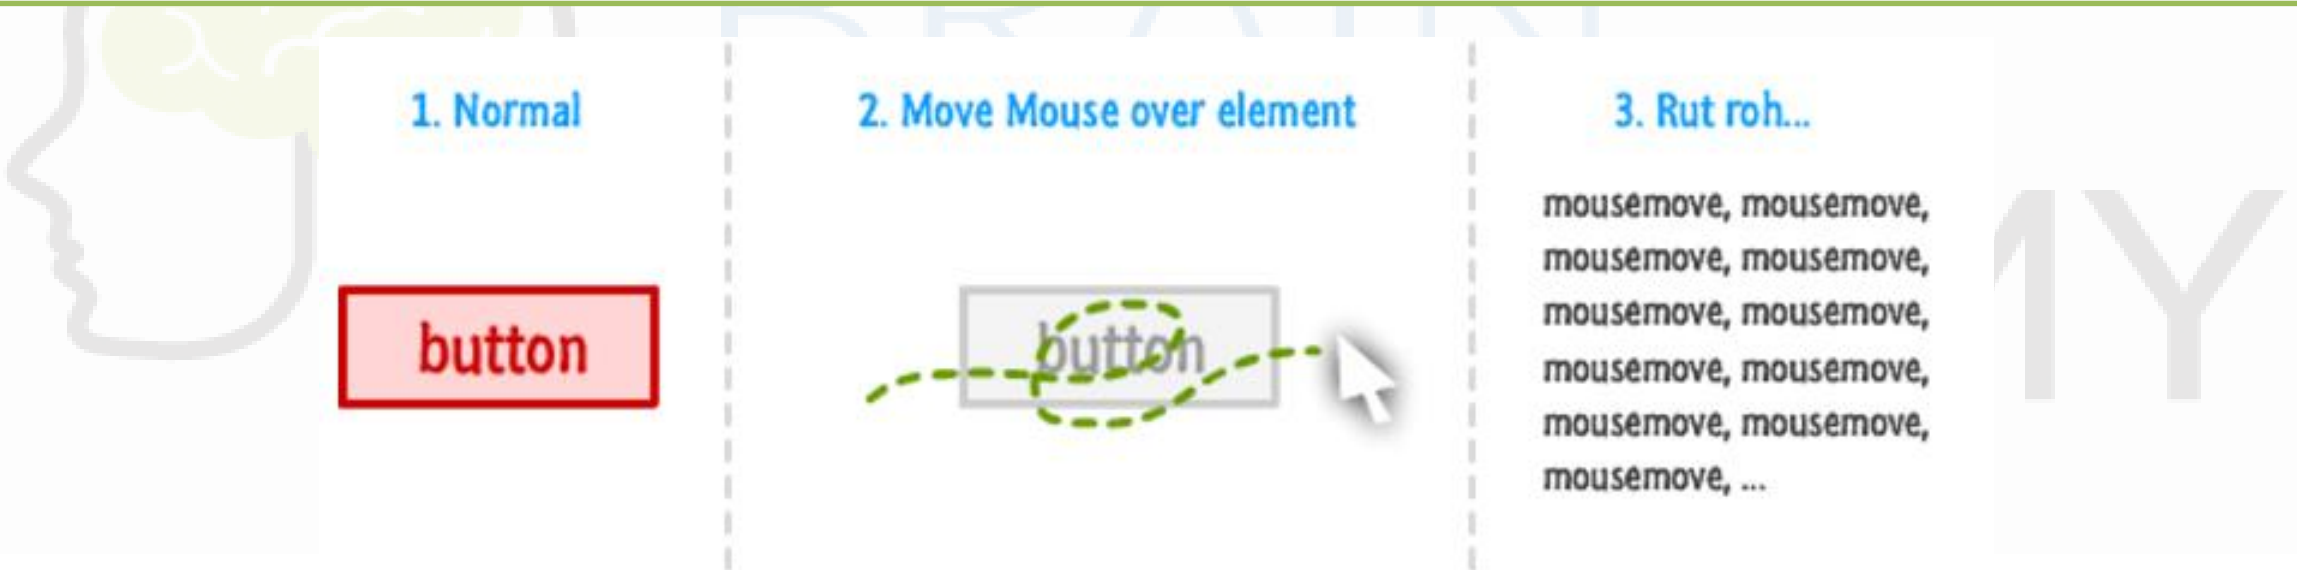 1. Normal
2. Move Mouse over element
3. Rut roh...
button
button
mousemove, mousemove,
mousemove, mousemove,
mousemove, mousemove,
mousemove, mousemove,
mousemove, mousemove,
mousemove, ...